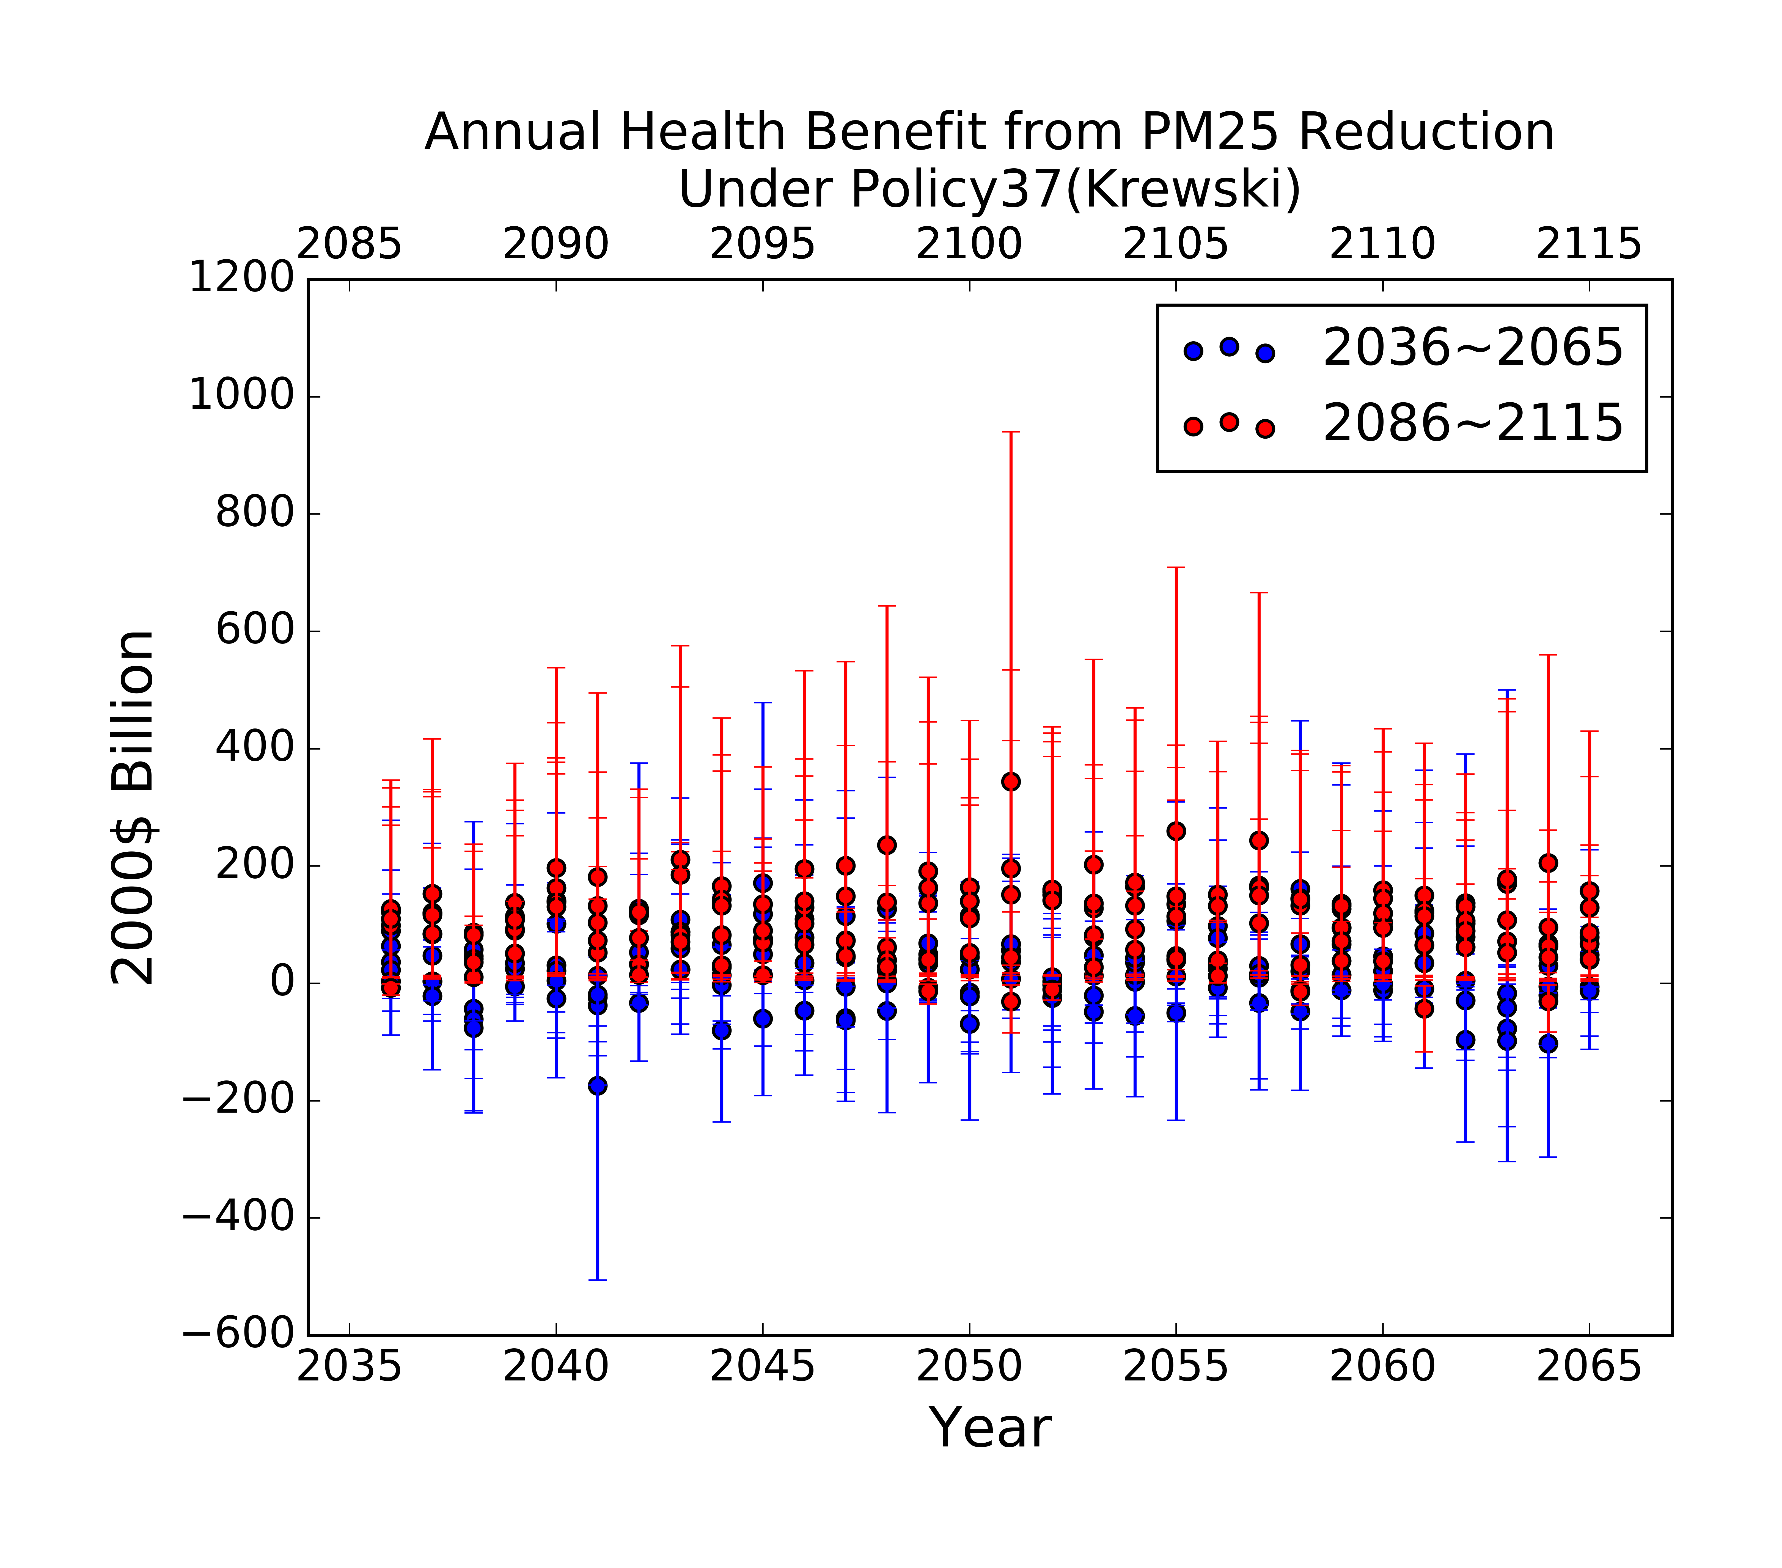 Annual Health Benefit from PM25 Reduction
Under Policy37(Krewski)
2085 2090 2095 2100 2105 2110 2115
1200
1000
800
600
400
200
0
−200
−400
−600
2000$ Billion
2036~2065
2086~2115
2035 2040 2045 2050 2055 2060 2065
Year